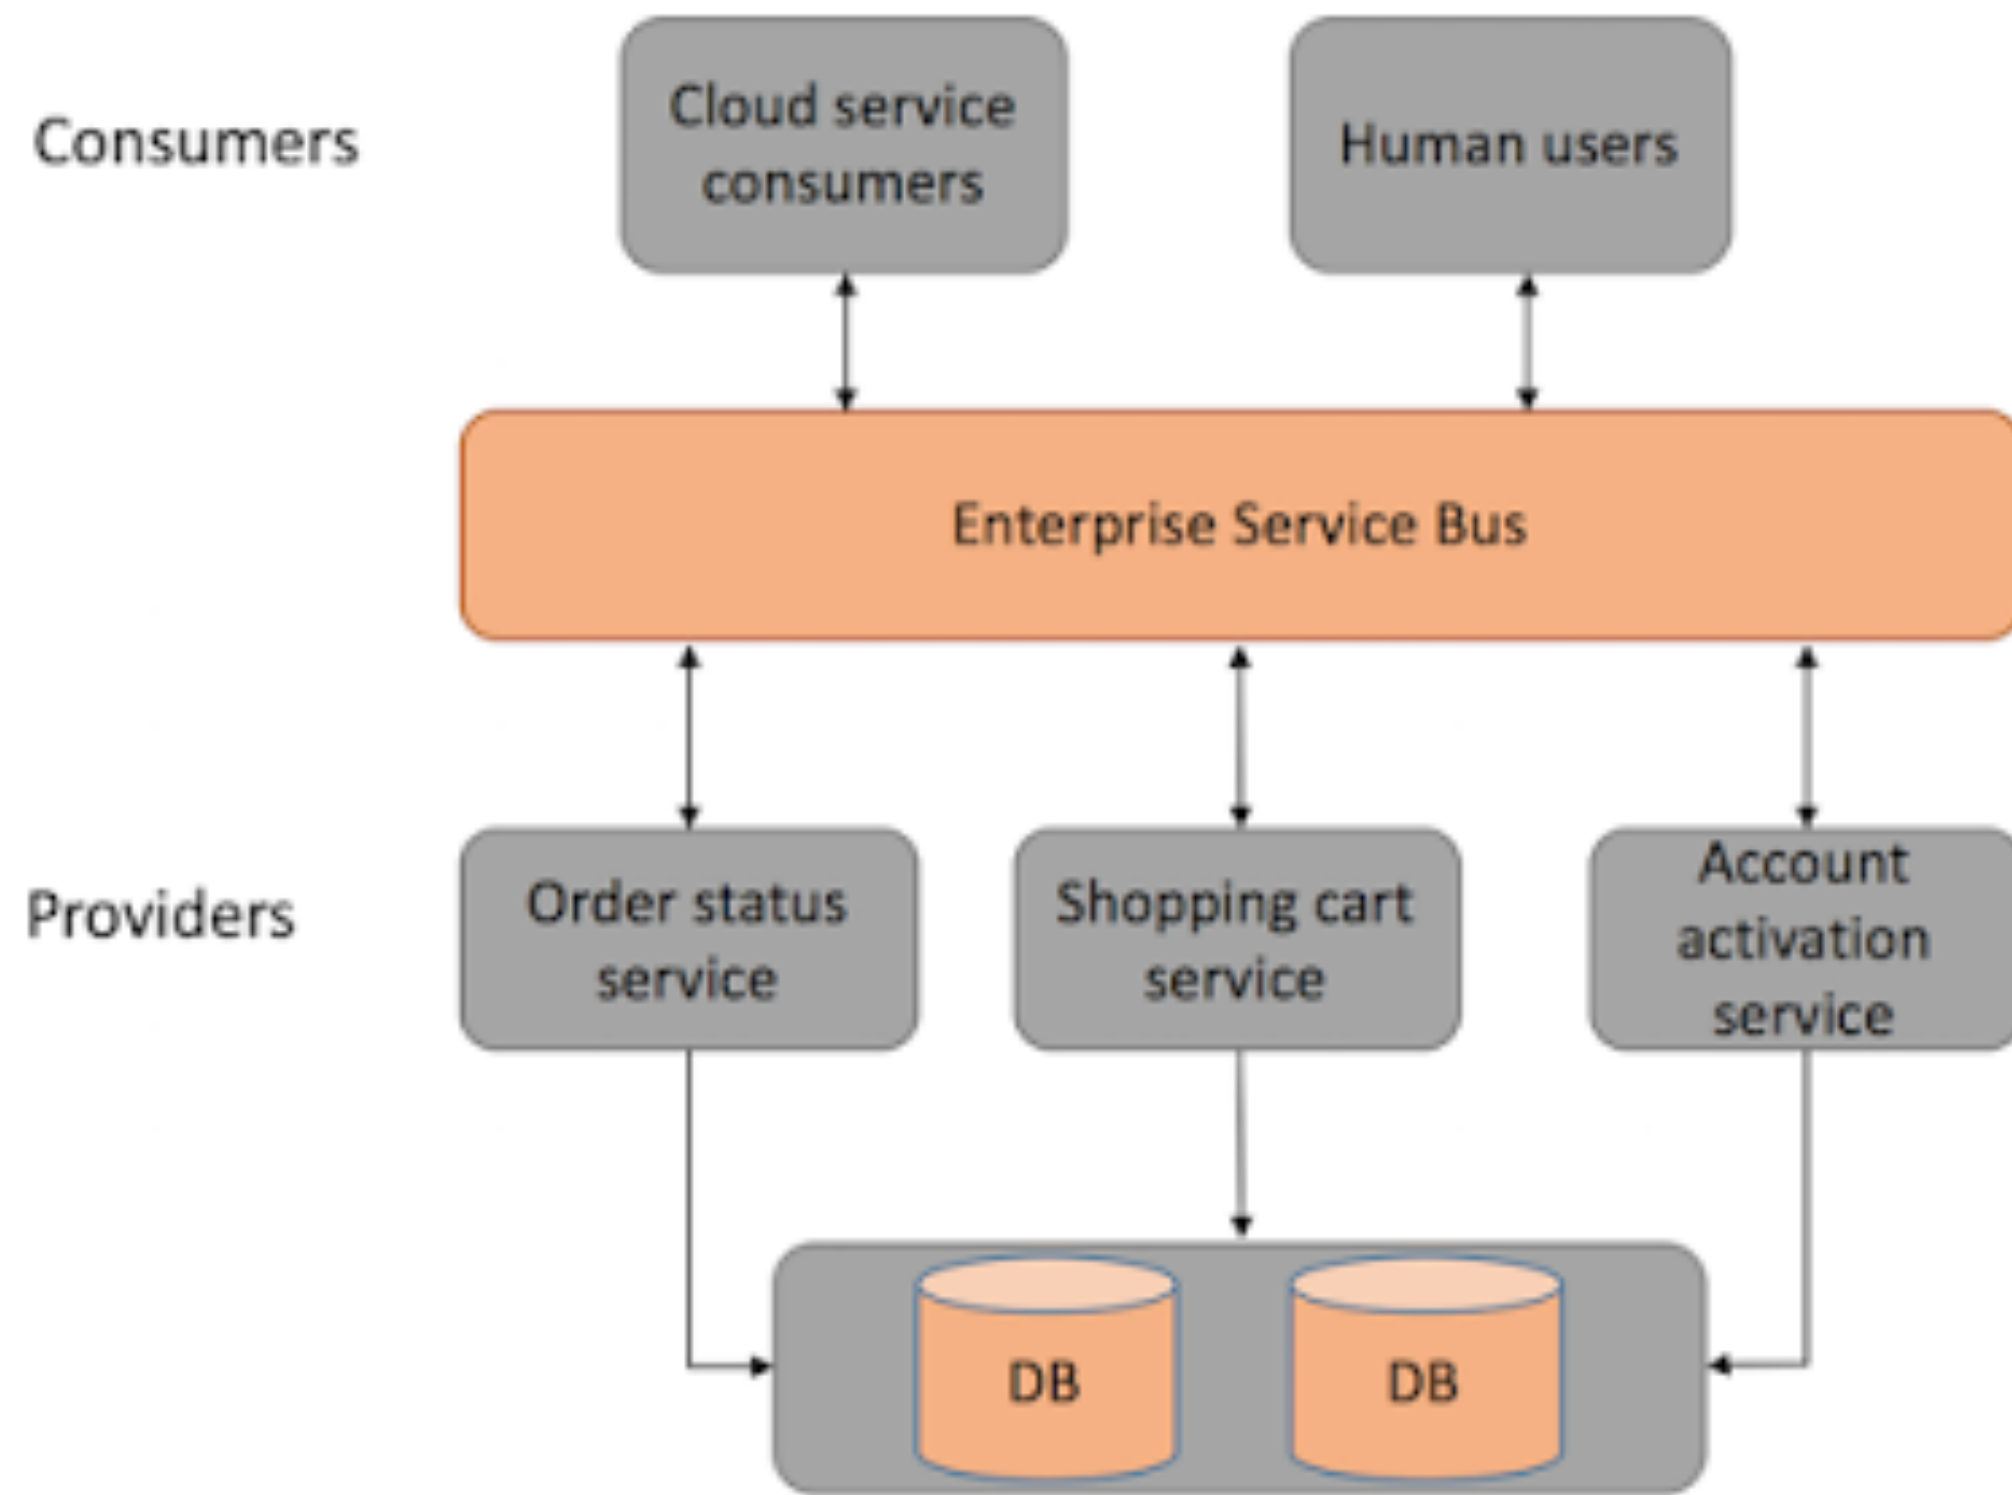 Consumers
Cloud service
consumers
Human users
Enterprise Service Bus
Providers
Order status
service
Shopping cart
service
Account
activation
service
DB
DB